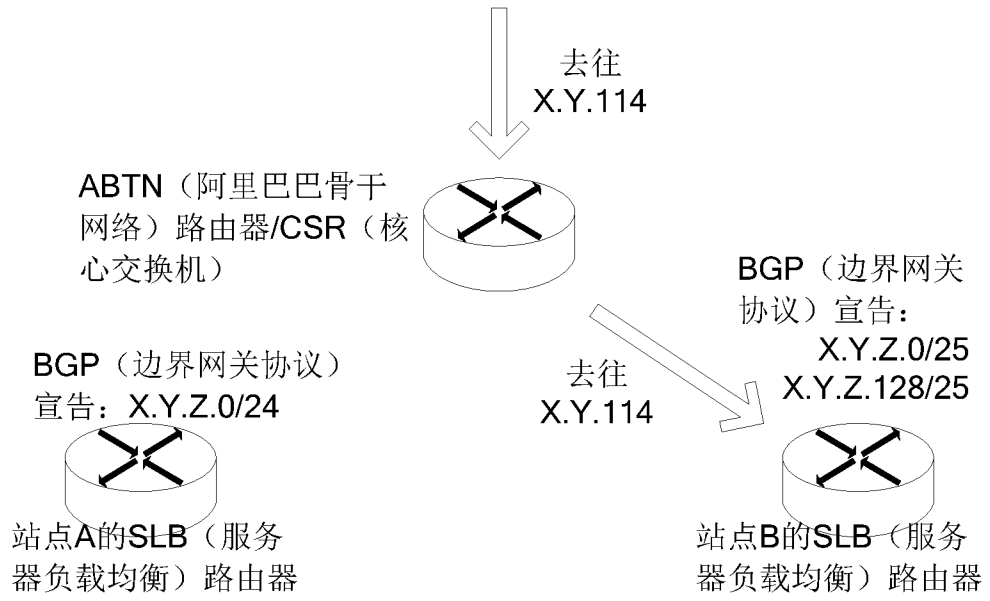 去往
X.Y.114
ABTN（阿里巴巴骨干
网络）路由器/CSR（核
心交换机）
BGP（边界网关
协议）宣告：
X.Y.Z.0/25
X.Y.Z.128/25
BGP（边界网关协议）
宣告：X.Y.Z.0/24
去往
X.Y.114
站点A的SLB（服务
器负载均衡）路由器
站点B的SLB（服务
器负载均衡）路由器